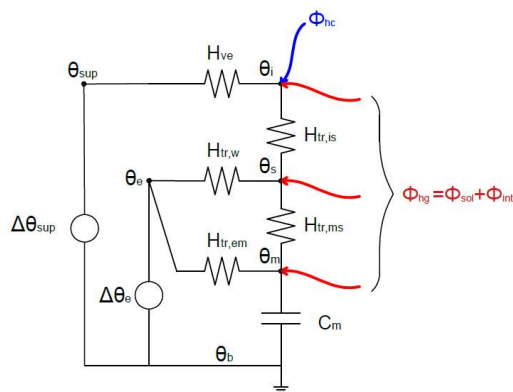 Φhc
Hve
θsup
θi
Htr,is
θe
Htr,w
θs
Φhg=Φsol+Φint
Htr,ms
Δθsup
Htr,em
θm
Δθe
Cm
θb